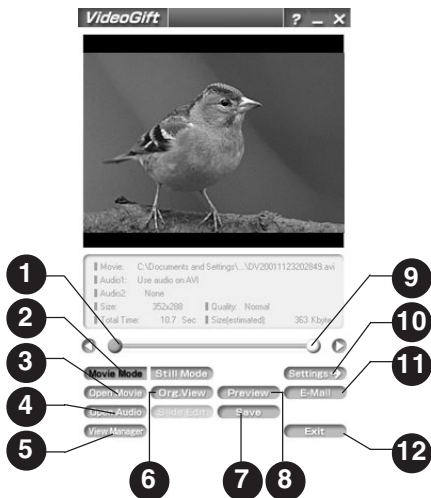 VideoGift ? – ×
Movie: C:\Documents and Settings\...\DV20011123202849.avi
Audio1: Use audio on AVI
Audio2: None
Size: 352x288 Quality: Normal
Total Time: 10.7 Sec Size(estimated): 363 Kbyte
1 9
2 10
Movie Mode Still Mode Settings
3 11
Open Movie Org.View Preview E-Mail
4
Open Audio Slide Edit Save
5
View Manager Exit
6 7 8 12